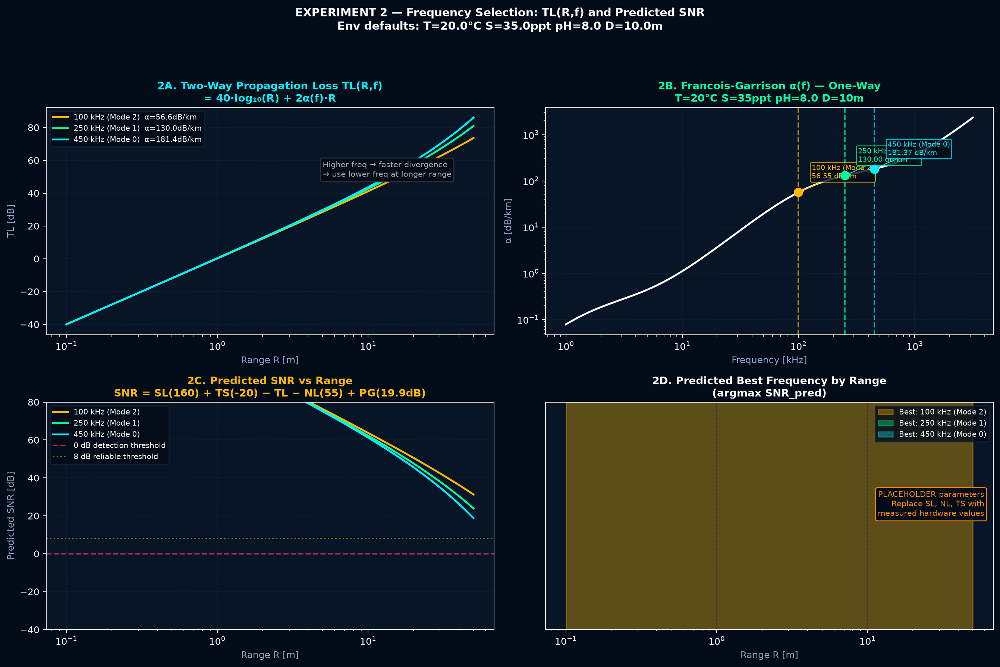 EXPERIMENT 2 — Frequency Selection: TL(R,f) and Predicted SNR
Env defaults: T=20.0°C S=35.0ppt pH=8.0 D=10.0m
2A. Two-Way Propagation Loss TL(R,f)
= 40·log₁₀(R) + 2α(f)·R
100 kHz (Mode 2)  α=56.6dB/km
250 kHz (Mode 1)  α=130.0dB/km
450 kHz (Mode 0)  α=181.4dB/km
Higher freq → faster divergence
→ use lower freq at longer range
TL [dB]
80
60
40
20
0
−20
−40
10⁻¹
10⁰
10¹
Range R [m]
2B. Francois-Garrison α(f) — One-Way
T=20°C S=35ppt pH=8.0 D=10m
α [dB/km]
10³
10²
10¹
10⁰
10⁻¹
450 kHz (Mode 0)
181.37 dB/km
250 kHz
130.00 dB/km
100 kHz (Mode 2
56.55
10⁰
10¹
10²
10³
Frequency [kHz]
2C. Predicted SNR vs Range
SNR = SL(160) + TS(-20) − TL − NL(55) + PG(19.9dB)
100 kHz (Mode 2)
250 kHz (Mode 1)
450 kHz (Mode 0)
0 dB detection threshold
8 dB reliable threshold
Predicted SNR [dB]
80
60
40
20
0
−20
−40
10⁻¹
10⁰
10¹
Range R [m]
2D. Predicted Best Frequency by Range
(argmax SNR_pred)
Best: 100 kHz (Mode 2)
Best: 250 kHz (Mode 1)
Best: 450 kHz (Mode 0)
PLACEHOLDER parameters
Replace SL, NL, TS with
measured hardware values
10⁻¹
10⁰
10¹
Range R [m]